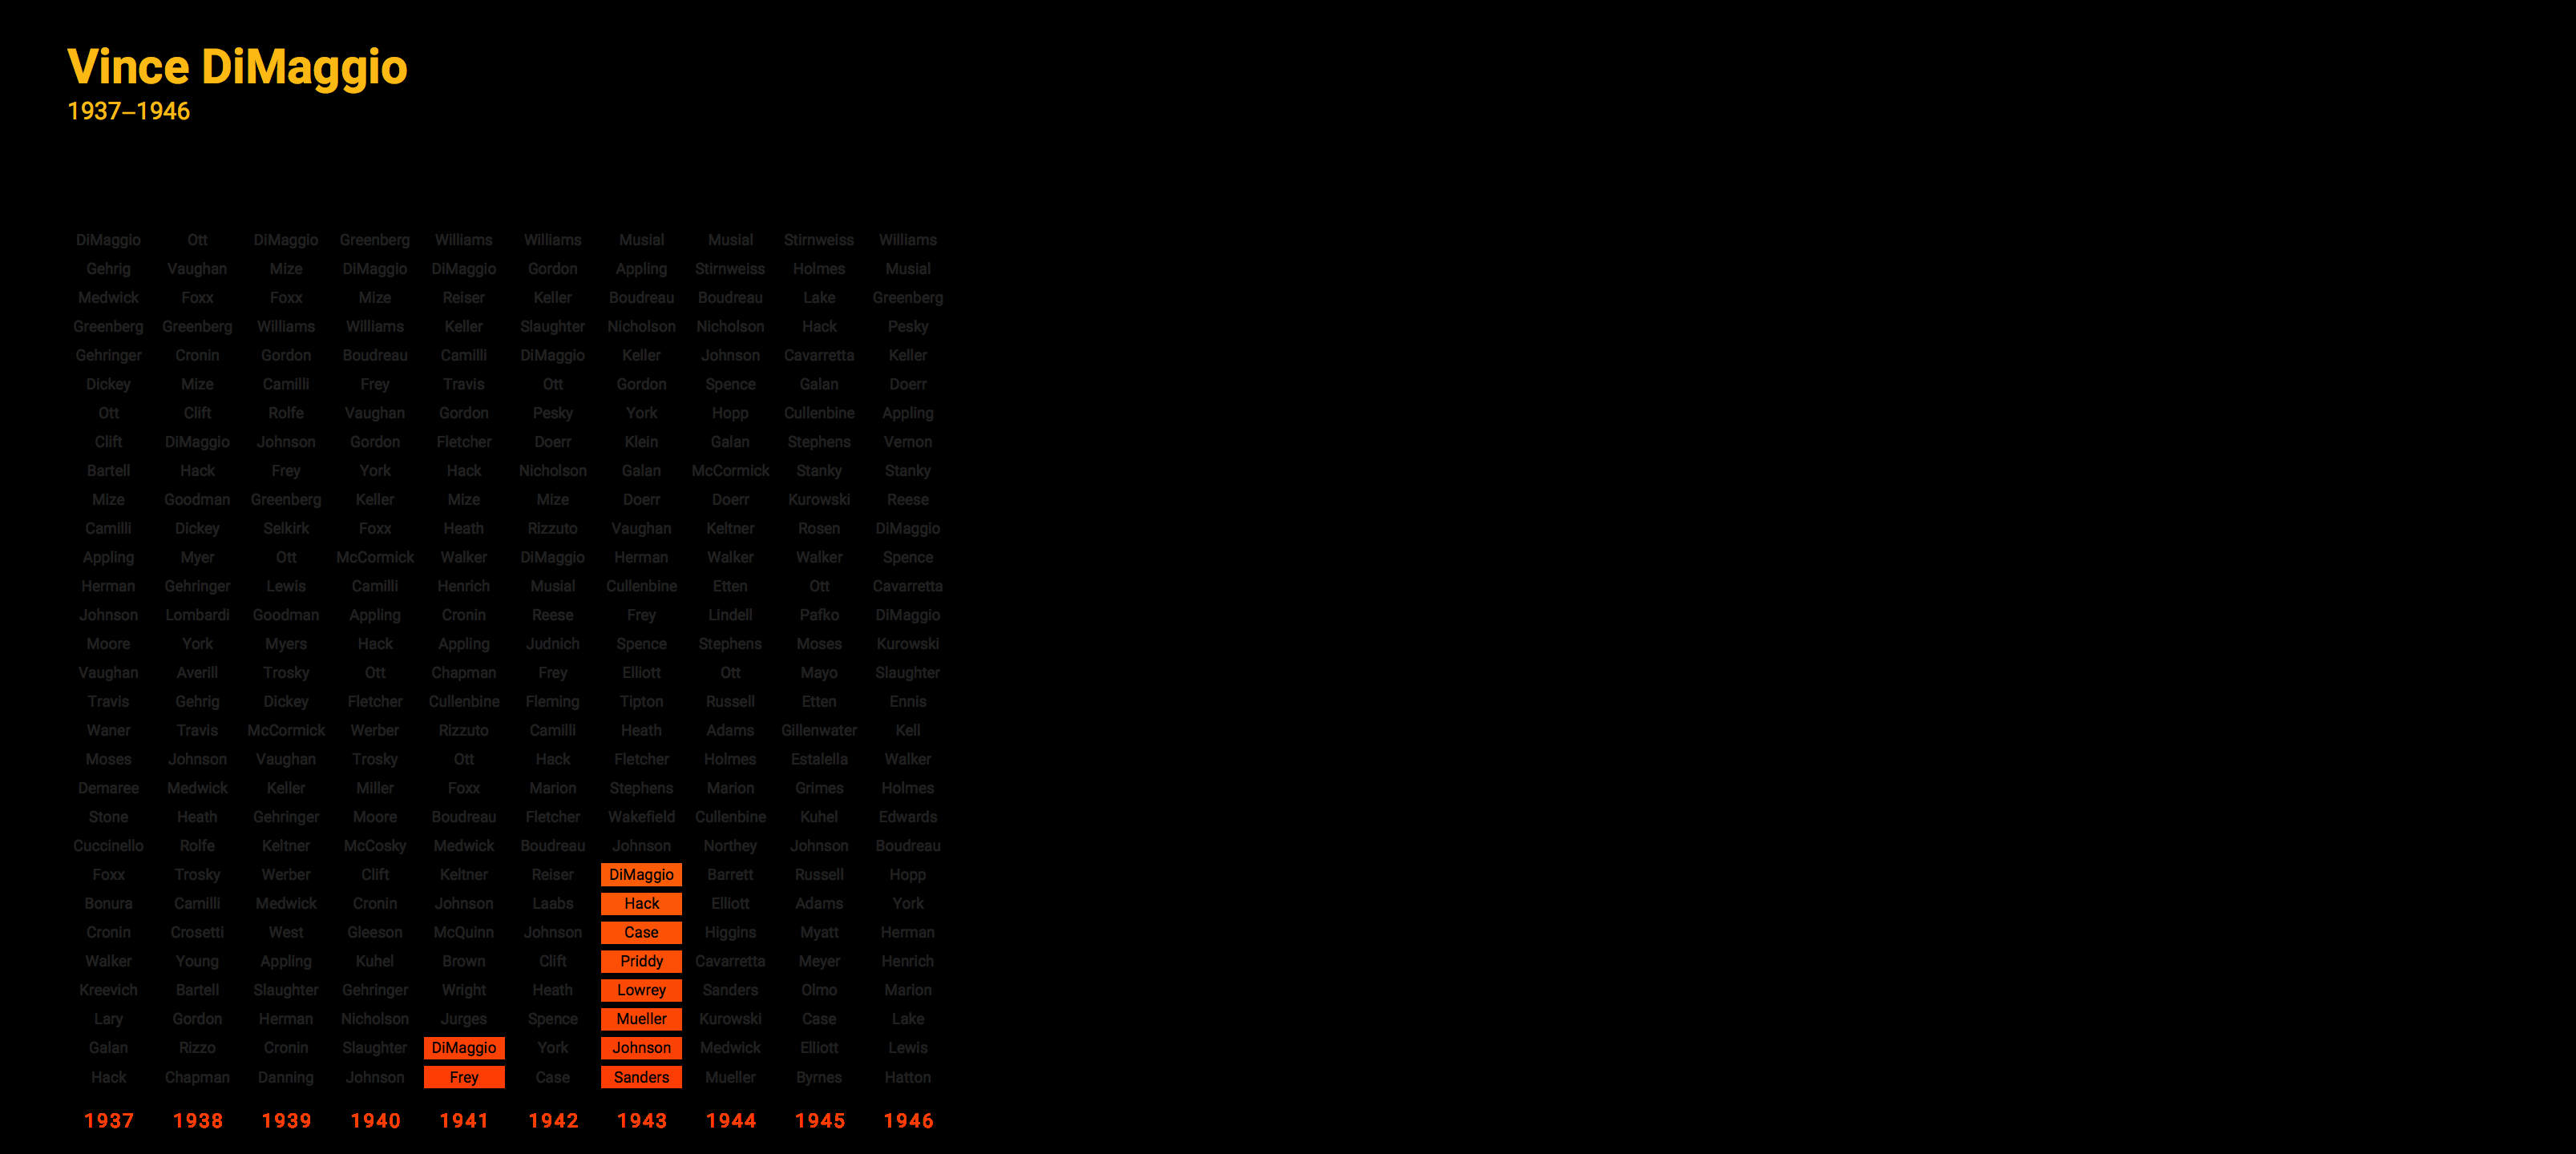 Vince DiMaggio
1937–1946
DiMaggio Ott DiMaggio Greenberg Williams Williams Musial Musial Stirnweiss Williams
Gehrig Vaughan Mize DiMaggio DiMaggio Gordon Appling Stirnweiss Holmes Musial
Medwick Foxx Foxx Mize Reiser Keller Boudreau Boudreau Lake Greenberg
Greenberg Greenberg Williams Williams Keller Slaughter Nicholson Nicholson Hack Pesky
Gehringer Cronin Gordon Boudreau Camilli DiMaggio Keller Johnson Cavarretta Keller
Dickey Mize Camilli Frey Travis Ott Gordon Spence Galan Doerr
Ott Clift Rolfe Vaughan Gordon Pesky York Hopp Cullenbine Appling
Clift DiMaggio Johnson Gordon Fletcher Doerr Klein Galan Stephens Vernon
Bartell Hack Frey York Hack Nicholson Galan McCormick Stanky Stanky
Mize Goodman Greenberg Keller Mize Mize Doerr Doerr Kurowski Reese
Camilli Dickey Selkirk Foxx Heath Rizzuto Vaughan Keltner Rosen DiMaggio
Appling Myer Ott McCormick Walker DiMaggio Herman Walker Walker Spence
Herman Gehringer Lewis Camilli Henrich Musial Cullenbine Etten Ott Cavarretta
Johnson Lombardi Goodman Appling Cronin Reese Frey Lindell Pafko DiMaggio
Moore York Myers Hack Appling Judnich Spence Stephens Moses Kurowski
Vaughan Averill Trosky Ott Chapman Frey Elliott Ott Mayo Slaughter
Travis Gehrig Dickey Fletcher Cullenbine Fleming Tipton Russell Etten Ennis
Waner Travis McCormick Werber Rizzuto Camilli Heath Adams Gillenwater Kell
Moses Johnson Vaughan Trosky Ott Hack Fletcher Holmes Estalella Walker
Demaree Medwick Keller Miller Foxx Marion Stephens Marion Grimes Holmes
Stone Heath Gehringer Moore Boudreau Fletcher Wakefield Cullenbine Kuhel Edwards
Cuccinello Rolfe Keltner McCosky Medwick Boudreau Johnson Northey Johnson Boudreau
Foxx Trosky Werber Clift Keltner Reiser DiMaggio Barrett Russell Hopp
Bonura Camilli Medwick Cronin Johnson Laabs Hack Elliott Adams York
Cronin Crosetti West Gleeson McQuinn Johnson Case Higgins Myatt Herman
Walker Young Appling Kuhel Brown Clift Priddy Cavarretta Meyer Henrich
Kreevich Bartell Slaughter Gehringer Wright Heath Lowrey Sanders Olmo Marion
Lary Gordon Herman Nicholson Jurges Spence Mueller Kurowski Case Lake
Galan Rizzo Cronin Slaughter DiMaggio York Johnson Medwick Elliott Lewis
Hack Chapman Danning Johnson Frey Case Sanders Mueller Byrnes Hatton
1937 1938 1939 1940 1941 1942 1943 1944 1945 1946